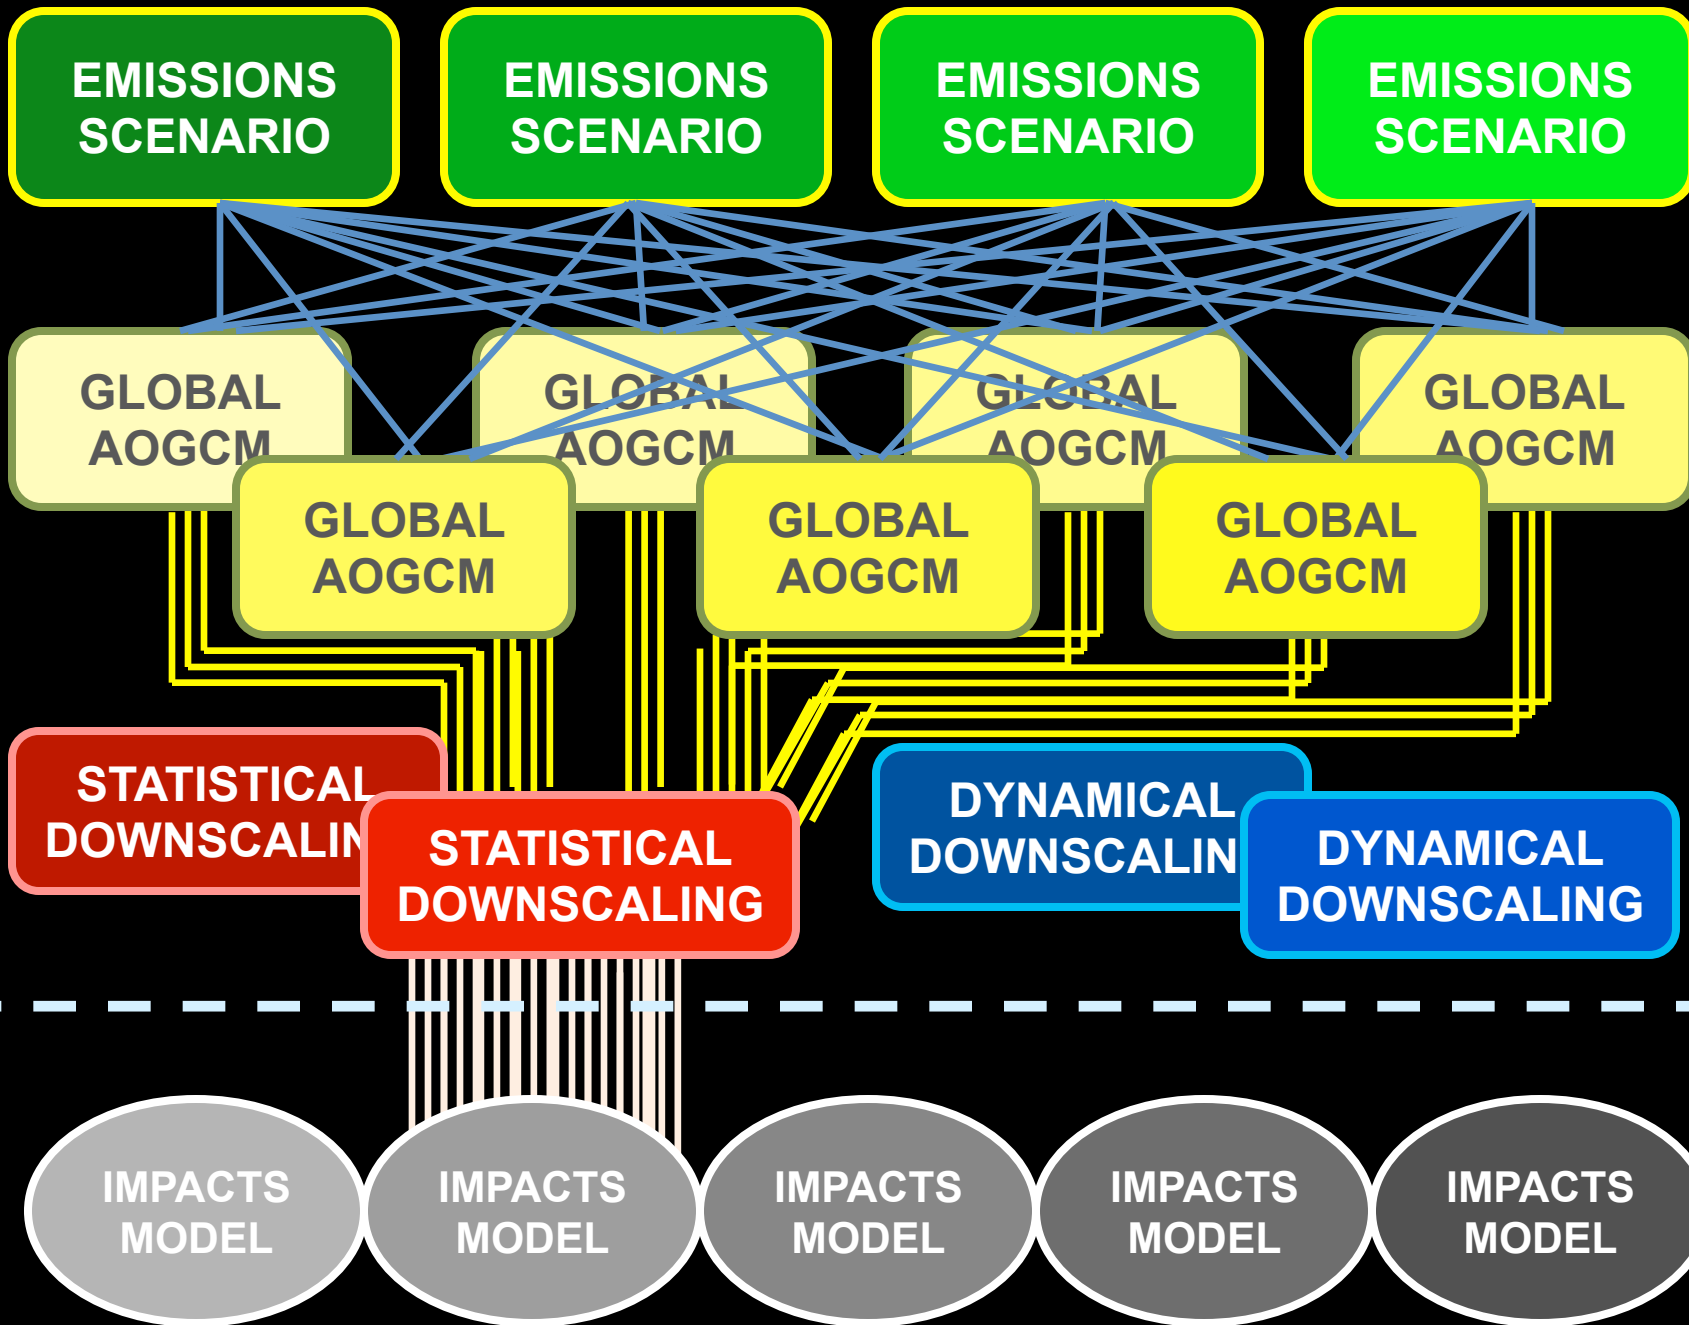 EMISSIONS
SCENARIO
EMISSIONS
SCENARIO
EMISSIONS
SCENARIO
EMISSIONS
SCENARIO
GLOBAL
AOGCM
GLOBAL
AOGCM
GLOBAL
AOGCM
GLOBAL
AOGCM
GLOBAL
AOGCM
GLOBAL
AOGCM
GLOBAL
AOGCM
STATISTICAL
DOWNSCALIN
STATISTICAL
DOWNSCALING
DYNAMICAL
DOWNSCALIN
DYNAMICAL
DOWNSCALING
IMPACTS
MODEL
IMPACTS
MODEL
IMPACTS
MODEL
IMPACTS
MODEL
IMPACTS
MODEL